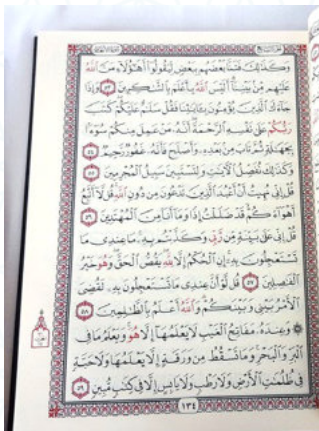 وَكَذَٰلِكَ فَتَنَّا بَعْضَهُم بِبَعْضٍ لِّيَقُولُوٓا۟ أَهَٰٓؤُلَآءِ مَنَّ ٱللَّهُ
عَلَيْهِم مِّنۢ بَيْنِنَآ ۗ أَلَيْسَ ٱللَّهُ بِأَعْلَمَ بِٱلشَّٰكِرِينَ ٥٣ وَإِذَا
جَآءَكَ ٱلَّذِينَ يُؤْمِنُونَ بِـَٔايَٰتِنَا فَقُلْ سَلَٰمٌ عَلَيْكُمْ ۖ كَتَبَ
رَبُّكُمْ عَلَىٰ نَفْسِهِ ٱلرَّحْمَةَ ۖ أَنَّهُۥ مَنْ عَمِلَ مِنكُمْ سُوٓءًۢا
بِجَهَٰلَةٍ ثُمَّ تَابَ مِنۢ بَعْدِهِۦ وَأَصْلَحَ فَأَنَّهُۥ غَفُورٌ رَّحِيمٌ ٥٤
وَكَذَٰلِكَ نُفَصِّلُ ٱلْـَٔايَٰتِ وَلِتَسْتَبِينَ سَبِيلُ ٱلْمُجْرِمِينَ ٥٥
قُلْ إِنِّى نُهِيتُ أَنْ أَعْبُدَ ٱلَّذِينَ تَدْعُونَ مِن دُونِ ٱللَّهِ ۚ قُل لَّآ أَتَّبِعُ
أَهْوَآءَكُمْ ۙ قَدْ ضَلَلْتُ إِذًا وَمَآ أَنَا۠ مِنَ ٱلْمُهْتَدِينَ ٥٦
قُلْ إِنِّى عَلَىٰ بَيِّنَةٍ مِّن رَّبِّى وَكَذَّبْتُم بِهِۦ ۚ مَا عِندِى مَا
تَسْتَعْجِلُونَ بِهِۦٓ ۚ إِنِ ٱلْحُكْمُ إِلَّا لِلَّهِ ۖ يَقُصُّ ٱلْحَقَّ ۖ وَهُوَ خَيْرُ
ٱلْفَٰصِلِينَ ٥٧ قُل لَّوْ أَنَّ عِندِى مَا تَسْتَعْجِلُونَ بِهِۦ لَقُضِىَ
ٱلْأَمْرُ بَيْنِى وَبَيْنَكُمْ ۗ وَٱللَّهُ أَعْلَمُ بِٱلظَّٰلِمِينَ ٥٨
۞ وَعِندَهُۥ مَفَاتِحُ ٱلْغَيْبِ لَا يَعْلَمُهَآ إِلَّا هُوَ ۚ وَيَعْلَمُ مَا فِى
ٱلْبَرِّ وَٱلْبَحْرِ ۚ وَمَا تَسْقُطُ مِن وَرَقَةٍ إِلَّا يَعْلَمُهَا وَلَا حَبَّةٍ
فِى ظُلُمَٰتِ ٱلْأَرْضِ وَلَا رَطْبٍ وَلَا يَابِسٍ إِلَّا فِى كِتَٰبٍ مُّبِينٍ ٥٩
١٣٤